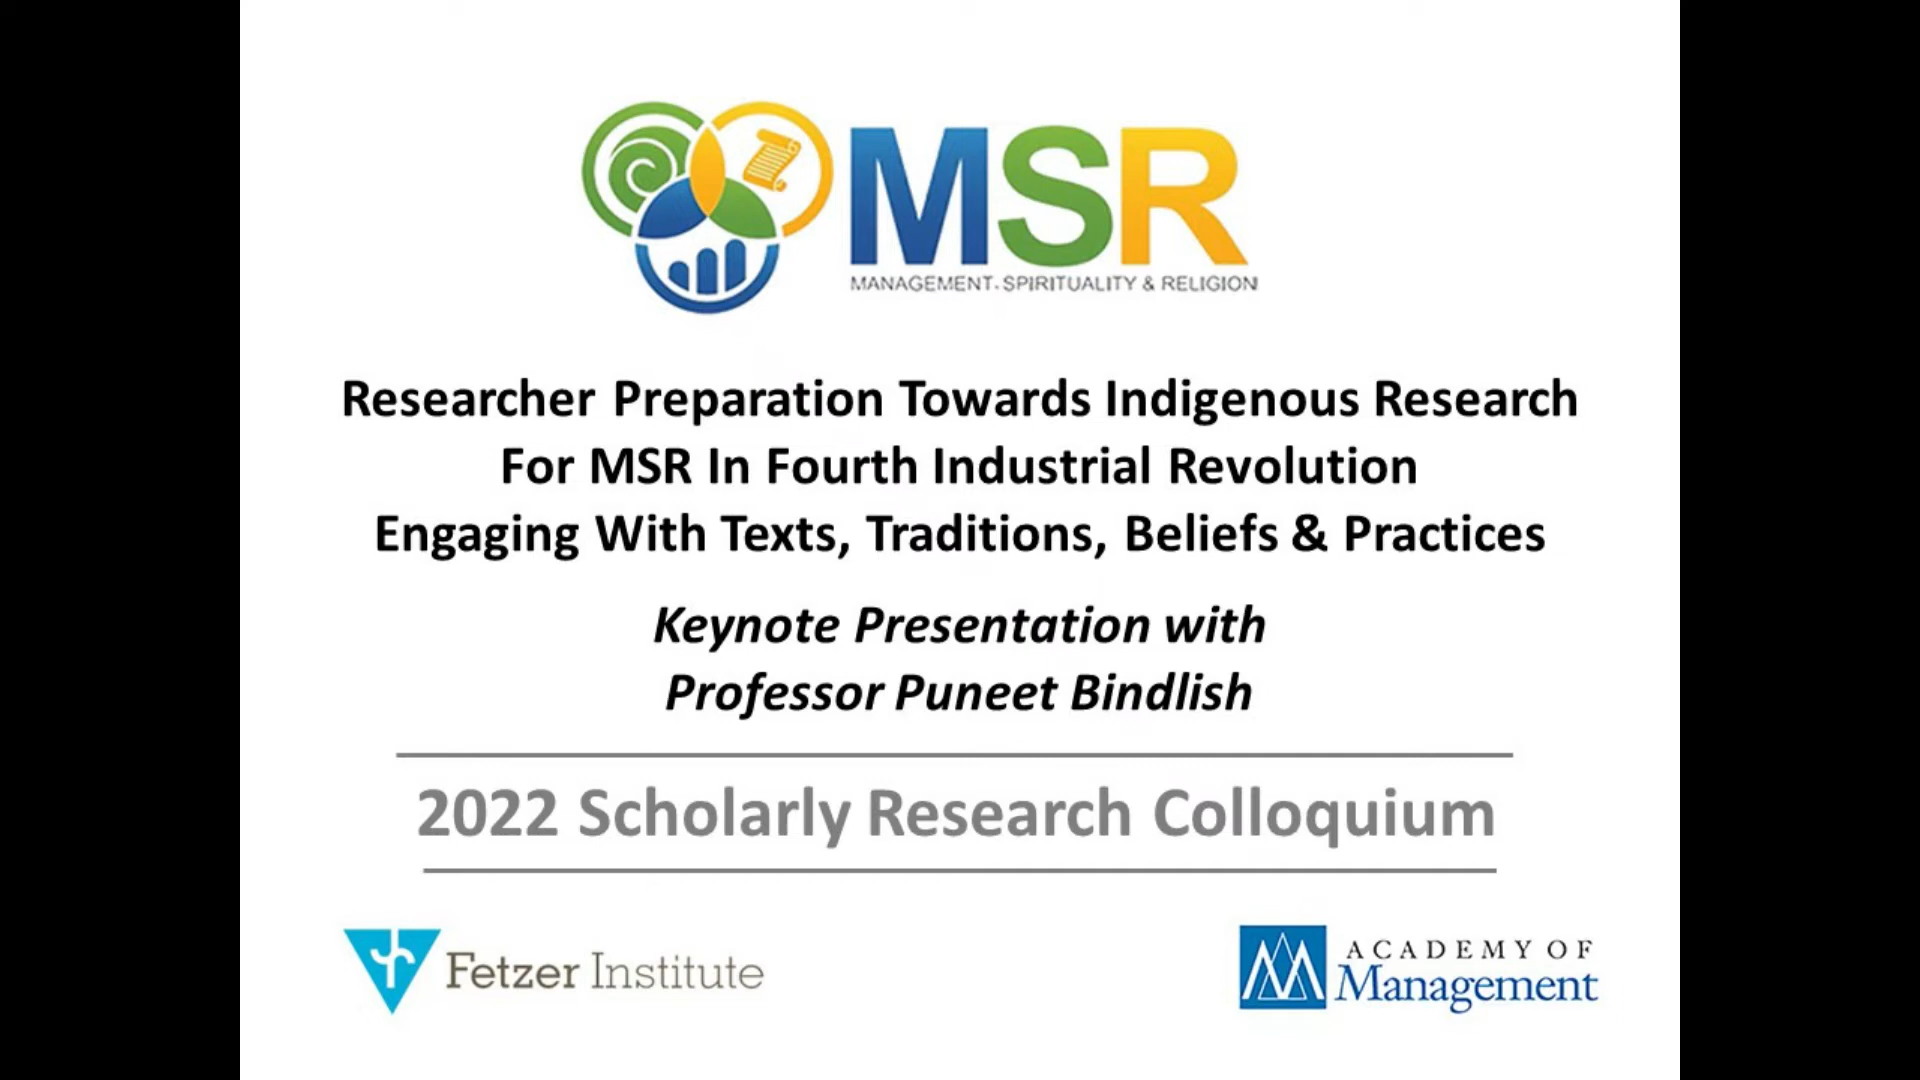 MSR
MANAGEMENT, SPIRITUALITY & RELIGION
Researcher Preparation Towards Indigenous Research
For MSR In Fourth Industrial Revolution
Engaging With Texts, Traditions, Beliefs & Practices
Keynote Presentation with
Professor Puneet Bindlish
2022 Scholarly Research Colloquium
Fetzer Institute
ACADEMY OF
Management